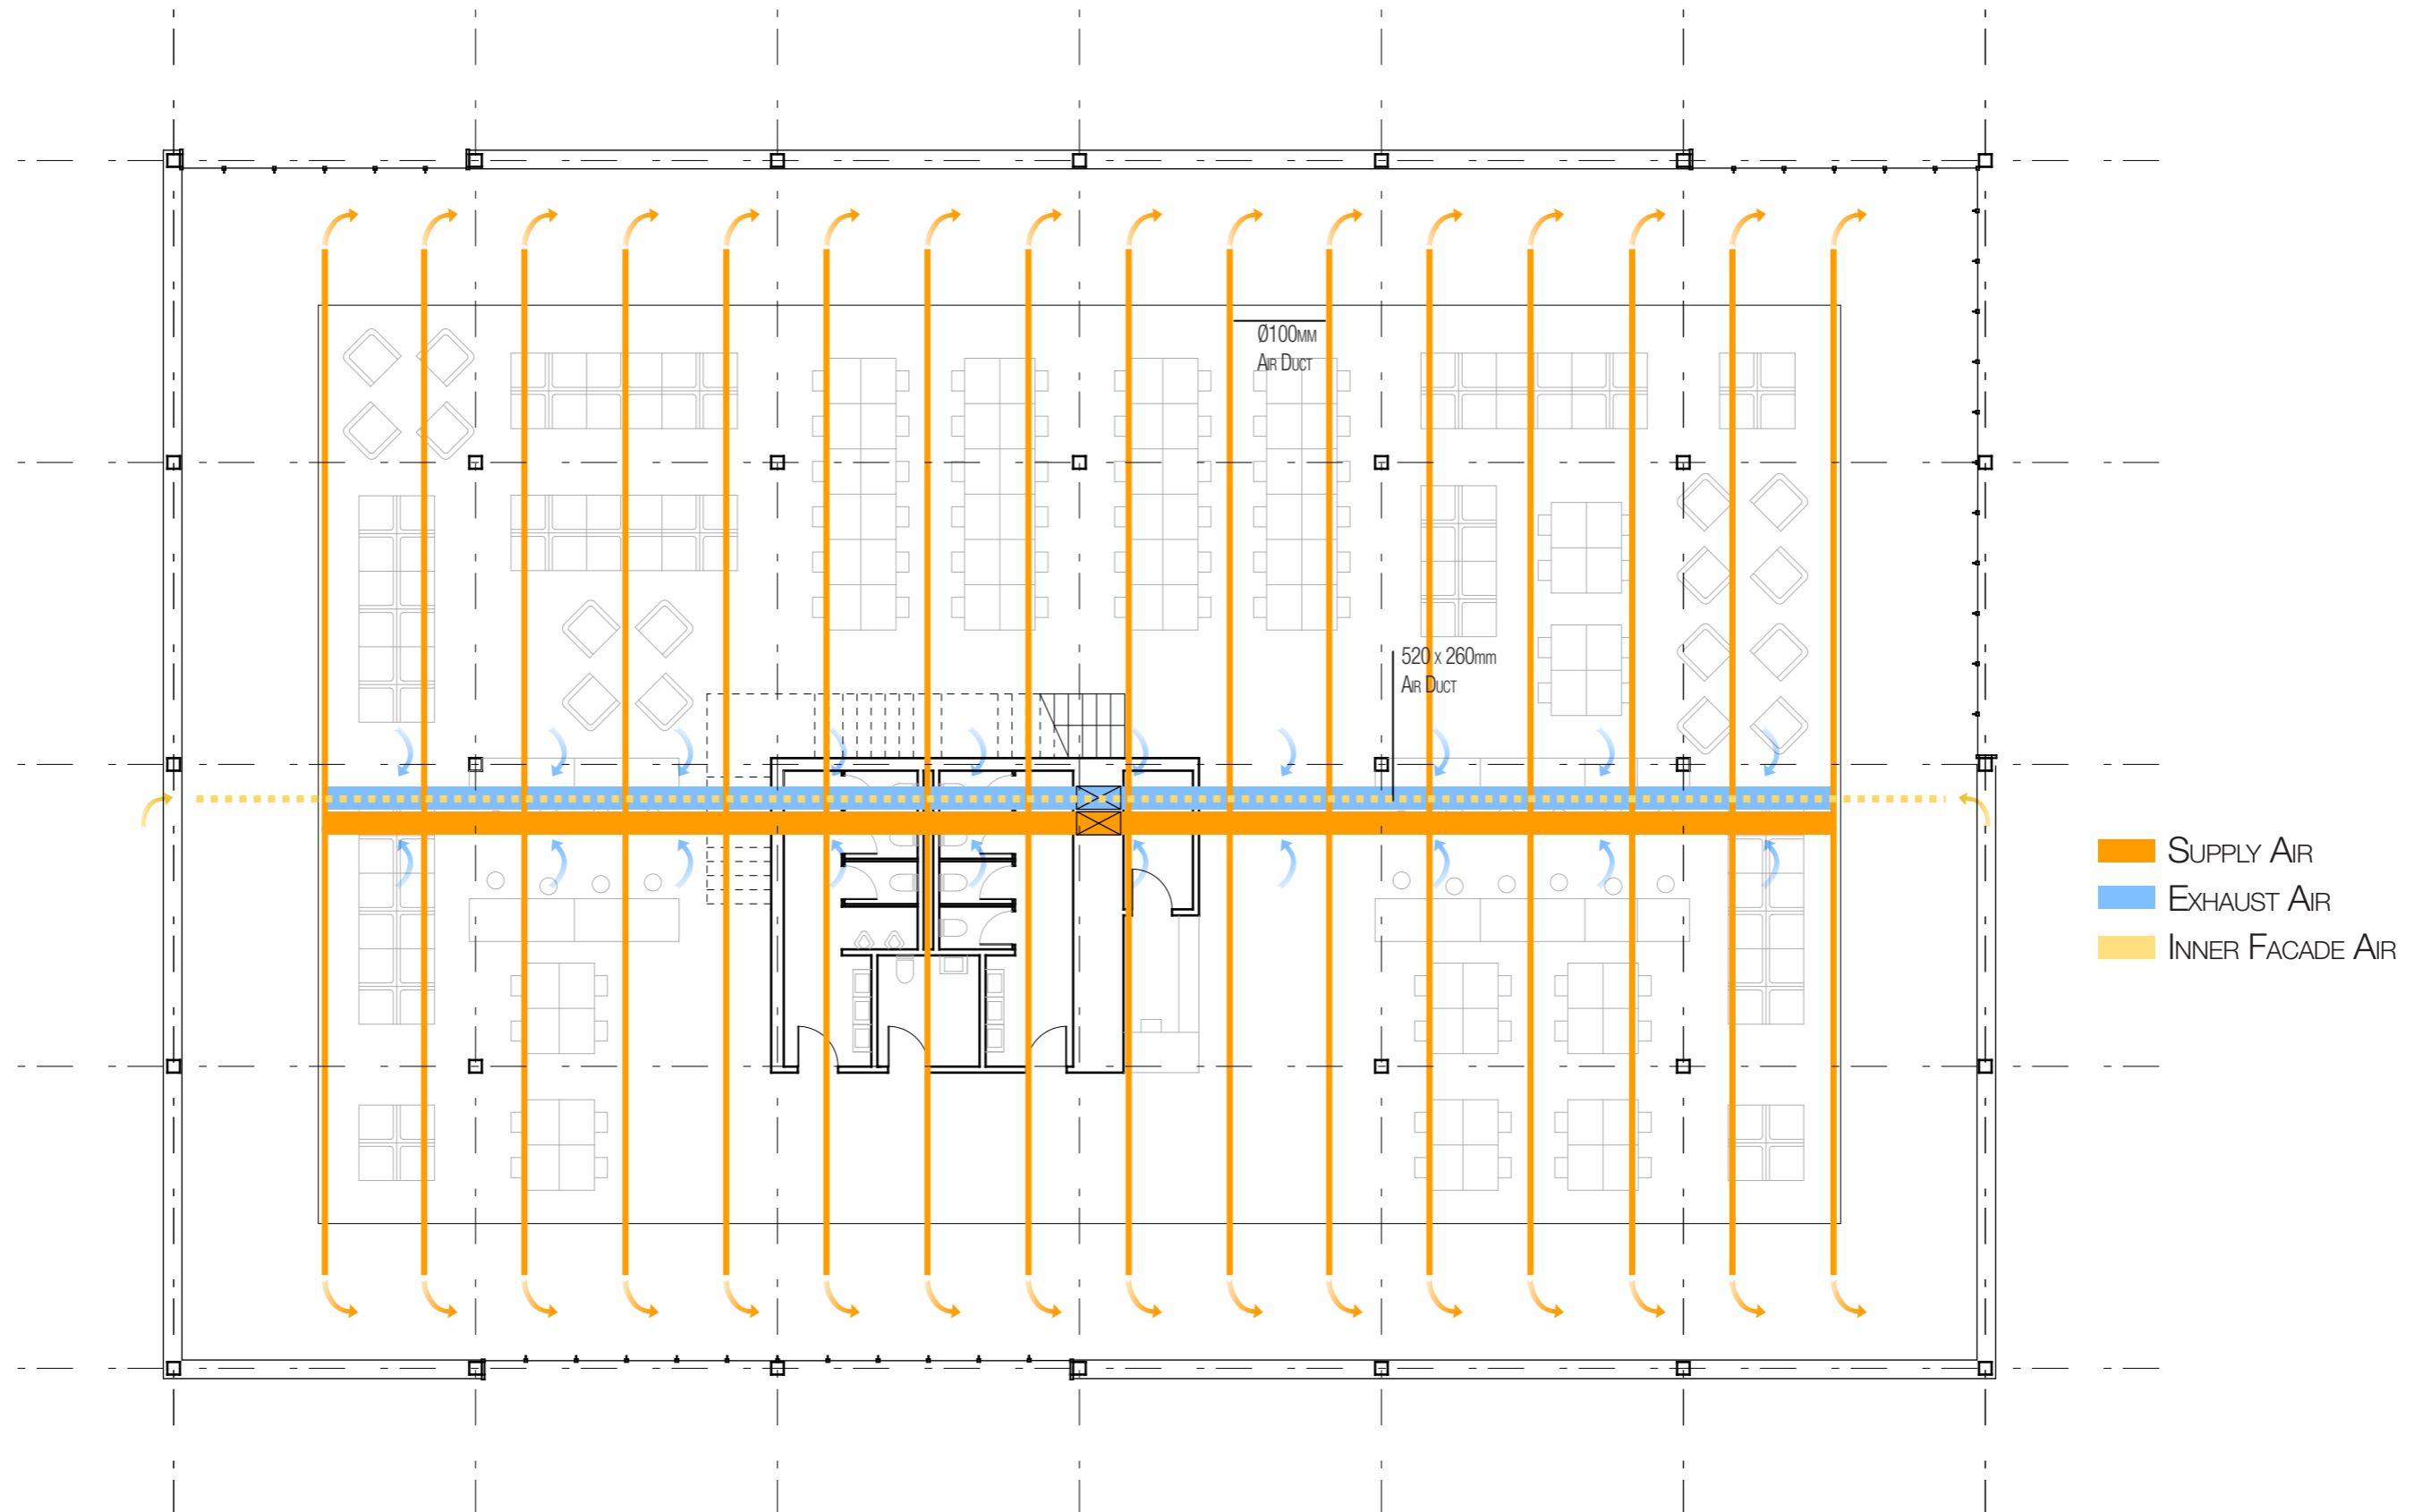 Ø100MM
AIR DUCT
520 x 260mm
AIR DUCT
SUPPLY AIR
EXHAUST AIR
INNER FACADE AIR